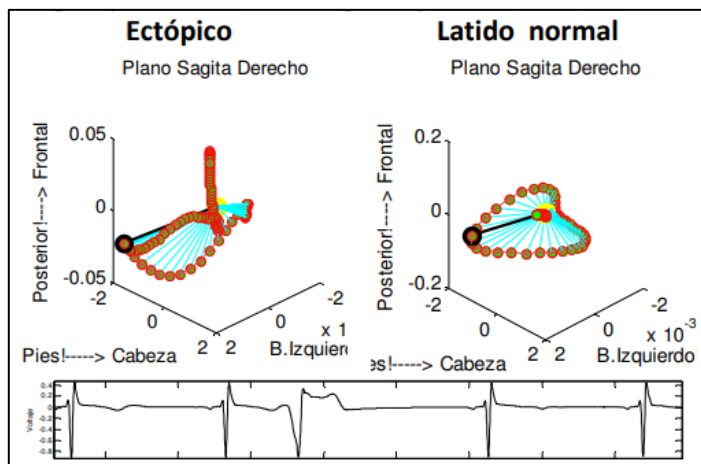 Ectópico
Plano Sagita Derecho
Posterior!----> Frontal
0.05
0
-0.05
-2
0
2
2
0
-2
x 1
Pies!----> Cabeza
B.Izquierd
Latido normal
Plano Sagita Derecho
Posterior!----> Frontal
0.2
0
-0.2
-2
0
2
2
0
-2
x 10-3
es!----> Cabeza
B.Izquierdo
Voltaje
0.4
0.2
0
-0.2
-0.4
-0.6
-0.8